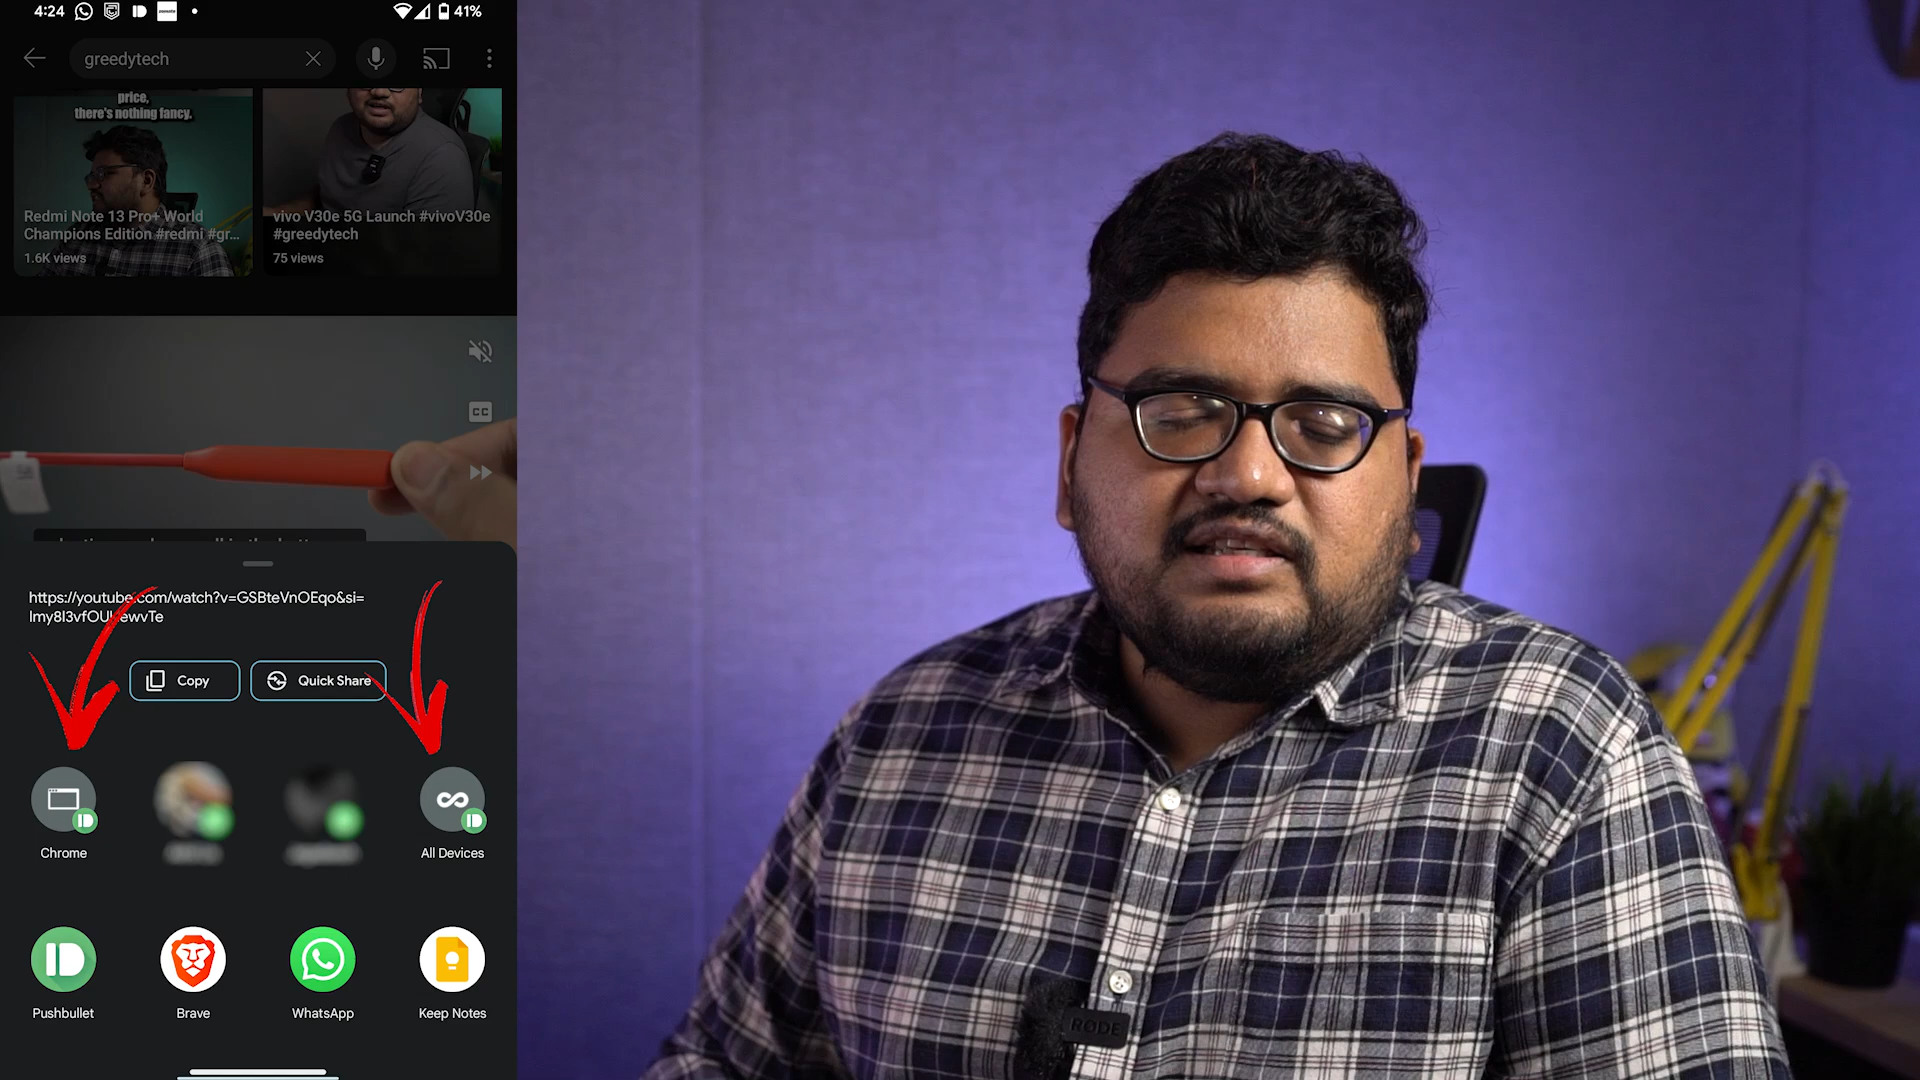 4:24
41%
greedytech
price,
there's nothing fancy.
Redmi Note 13 Pro+ World
Champions Edition #redmi #gr...
1.6K views
vivo V30e 5G Launch #vivoV30e
#greedytech
75 views
CC
https://youtube.com/watch?v=GSBteVnOEqo&si=
Copy
Quick Share
Chrome
All Devices
Pushbullet
Brave
WhatsApp
Keep Notes
RODE